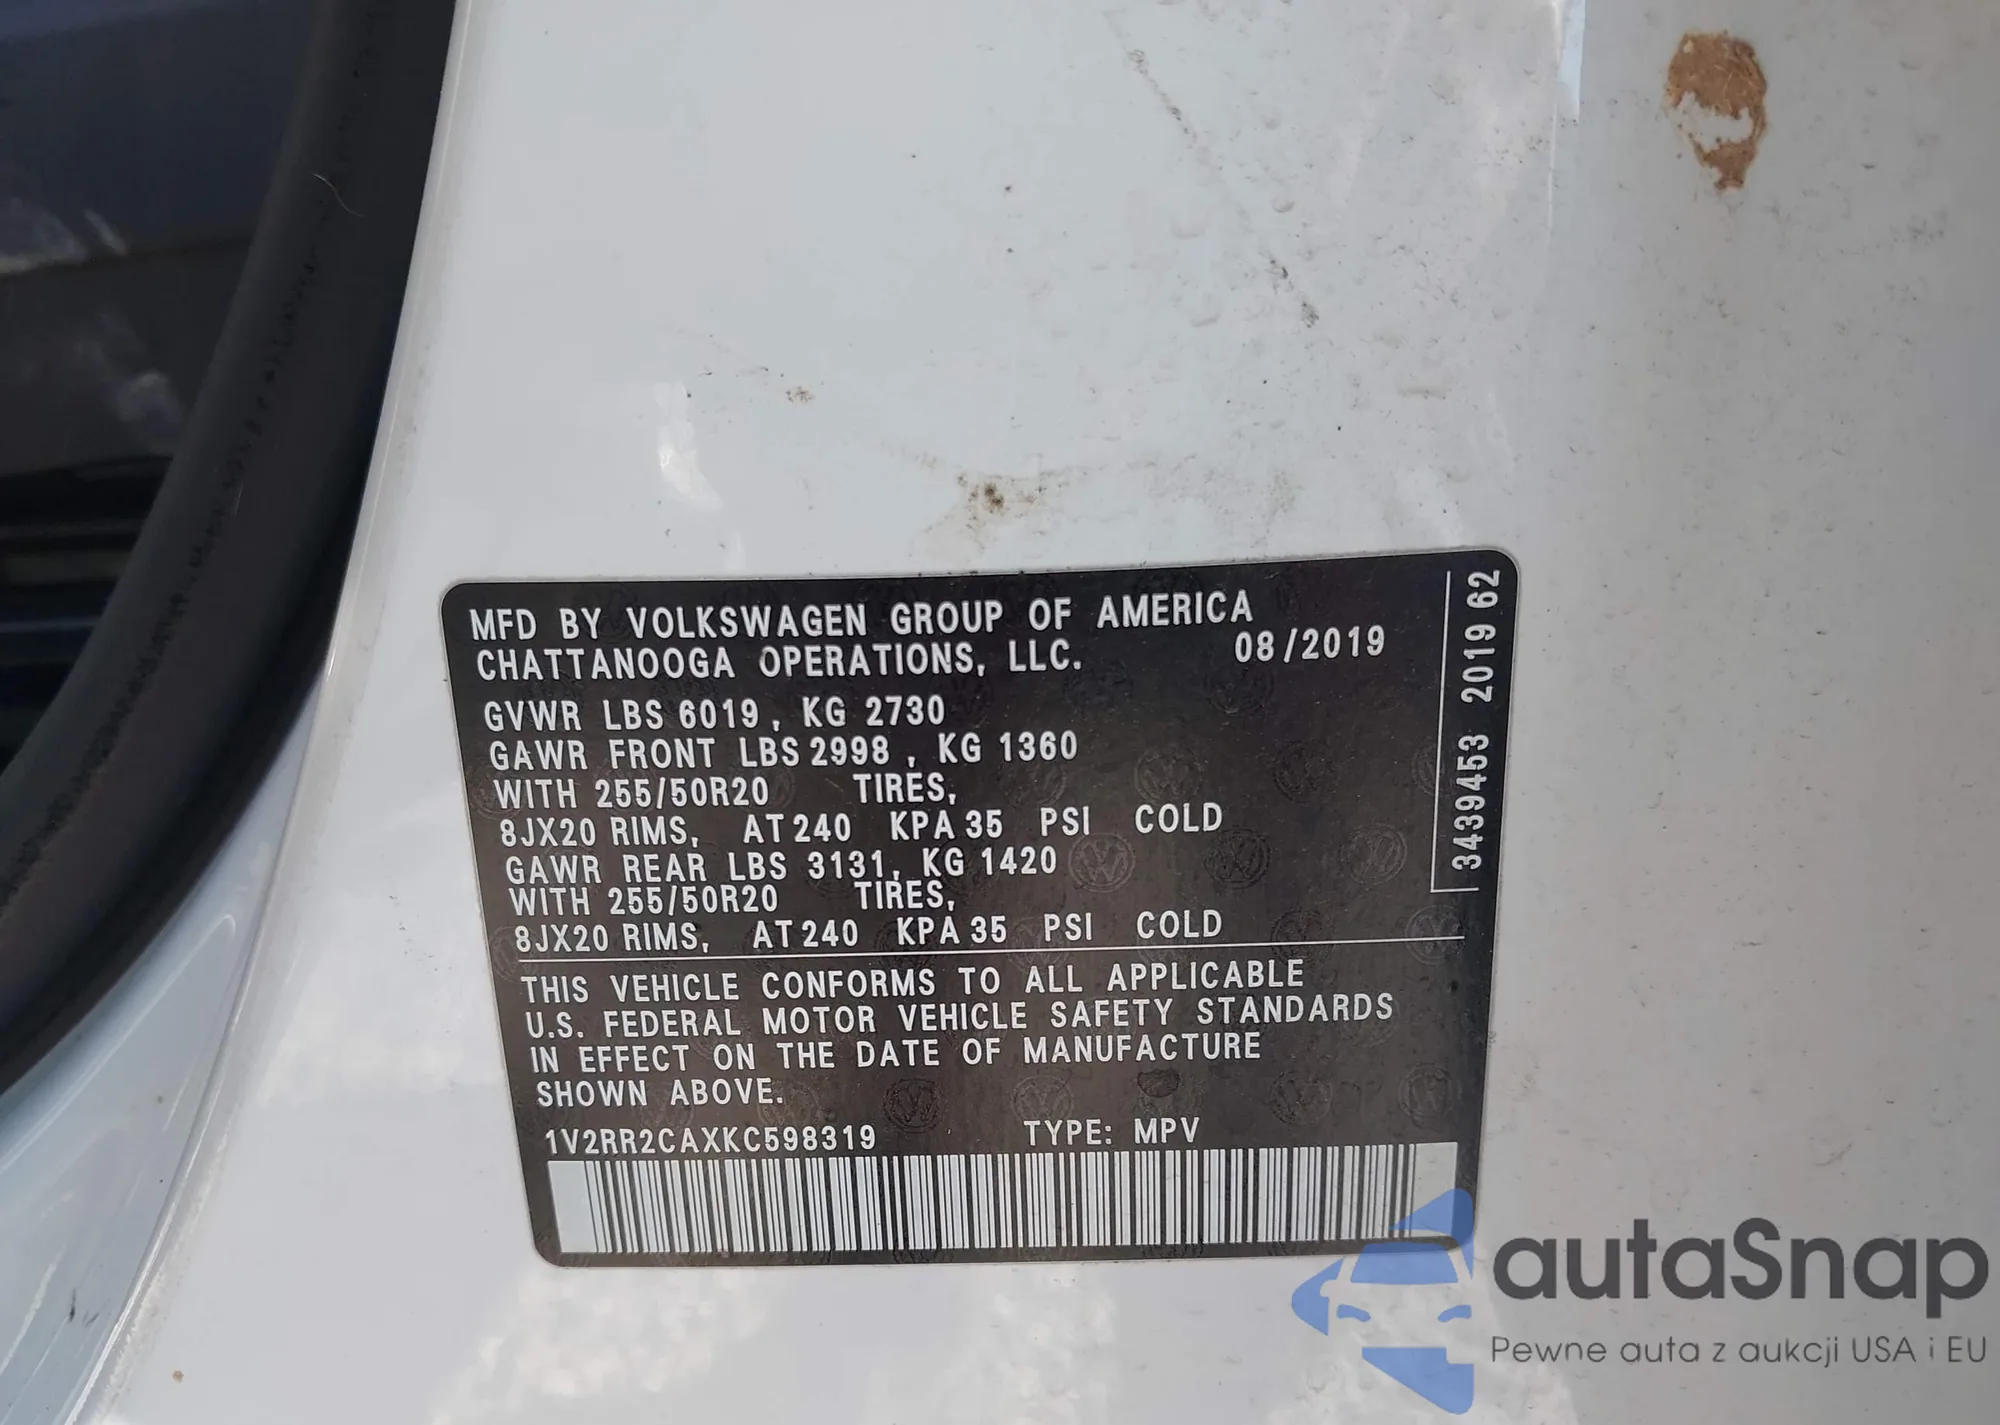 MFD BY VOLKSWAGEN GROUP OF AMERICA
CHATTANOOGA OPERATIONS, LLC. 08/2019
GVWR LBS 6019, KG 2730
GAWR FRONT LBS 2998, KG 1360
WITH 255/50R20 TIRES,
8JX20 RIMS, AT 240 KPA 35 PSI COLD
GAWR REAR LBS 3131, KG 1420
WITH 255/50R20 TIRES,
8JX20 RIMS, AT 240 KPA 35 PSI COLD
THIS VEHICLE CONFORMS TO ALL APPLICABLE
U.S. FEDERAL MOTOR VEHICLE SAFETY STANDARDS
IN EFFECT ON THE DATE OF MANUFACTURE
SHOWN ABOVE.
1V2RR2CAXKC598319 TYPE: MPV
3439453 2019 62
autaSnap
Pewne auta z aukcji USA i EU